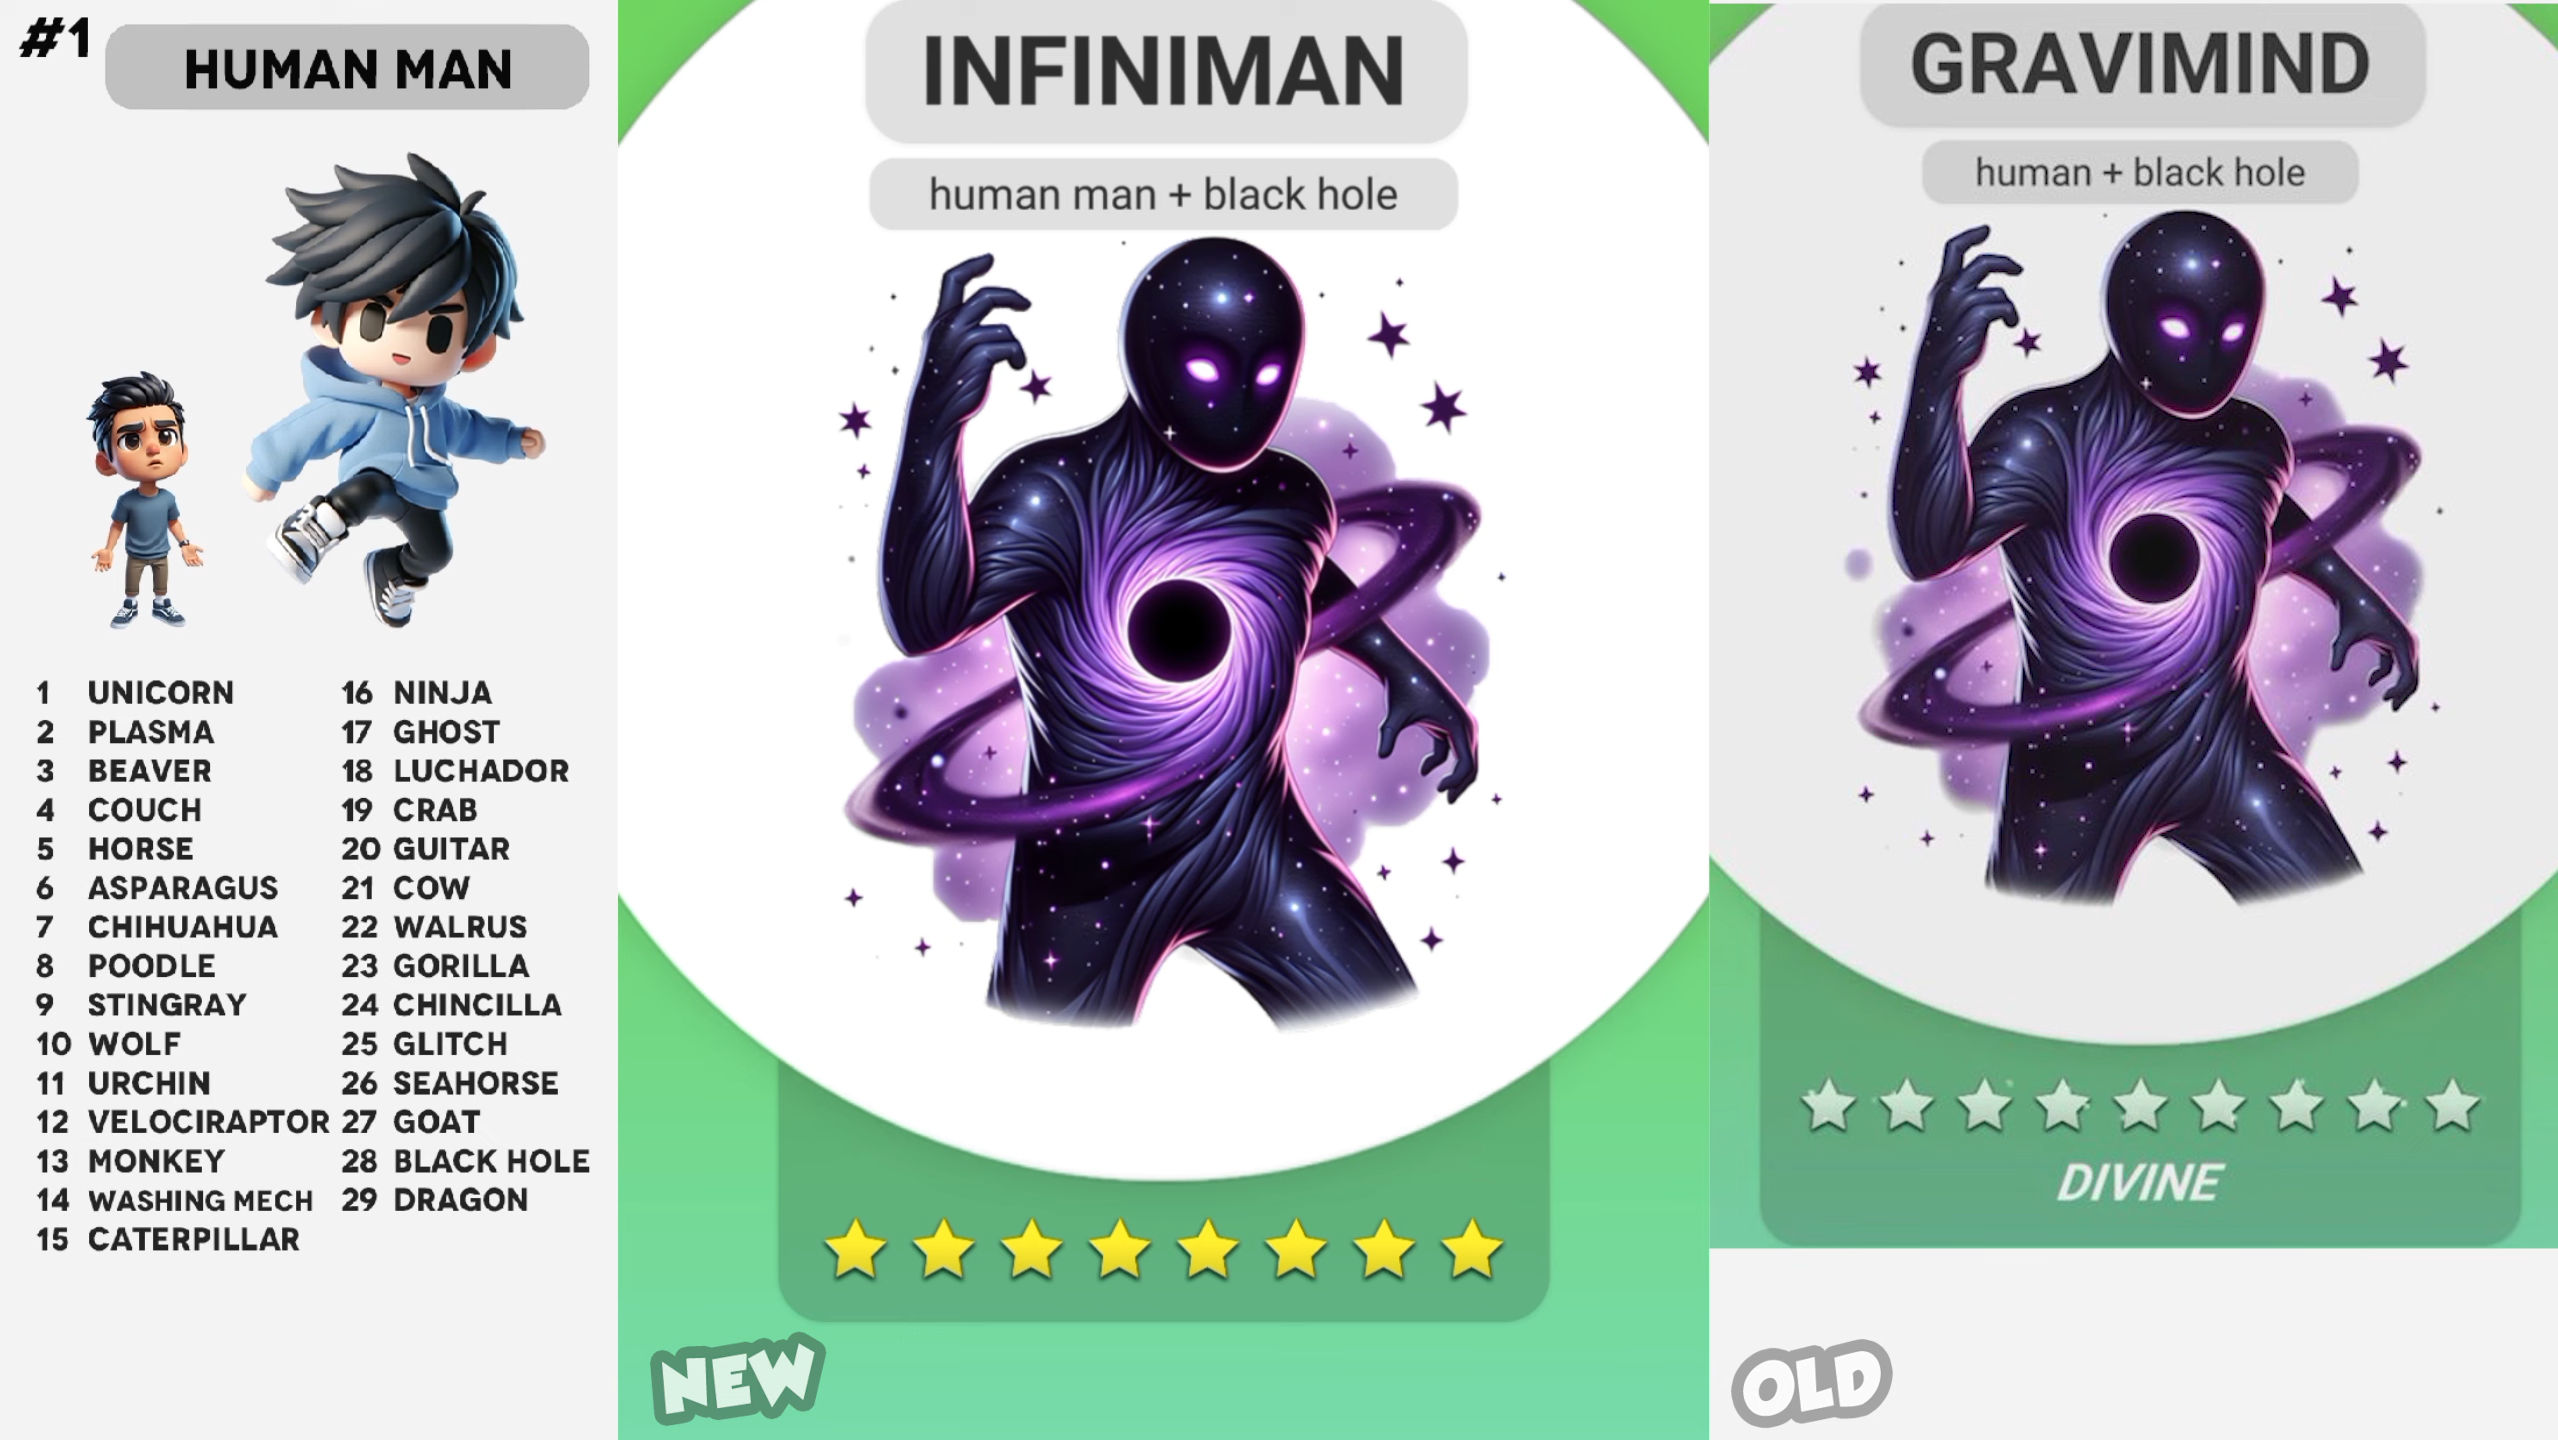 #1
HUMAN MAN
1 UNICORN
2 PLASMA
3 BEAVER
4 COUCH
5 HORSE
6 ASPARAGUS
7 CHIHUAHUA
8 POODLE
9 STINGRAY
10 WOLF
11 URCHIN
12 VELOCIRAPTOR
13 MONKEY
14 WASHING MECH
15 CATERPILLAR
16 NINJA
17 GHOST
18 LUCHADOR
19 CRAB
20 GUITAR
21 COW
22 WALRUS
23 GORILLA
24 CHINCILLA
25 GLITCH
26 SEAHORSE
27 GOAT
28 BLACK HOLE
29 DRAGON
INFINIMAN
human man + black hole
NEW
GRAVIMIND
human + black hole
DIVINE
OLD